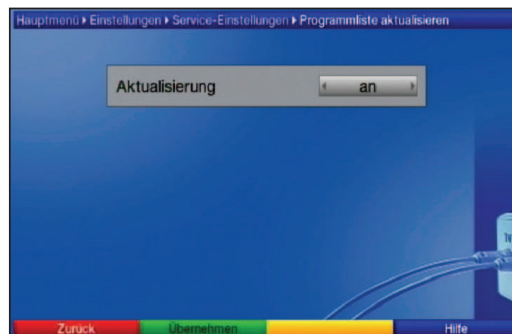 Hauptmenü ▸ Einstellungen ▸ Service-Einstellungen ▸ Programmliste aktualisieren
Aktualisierung an
Zurück Übernehmen Hilfe